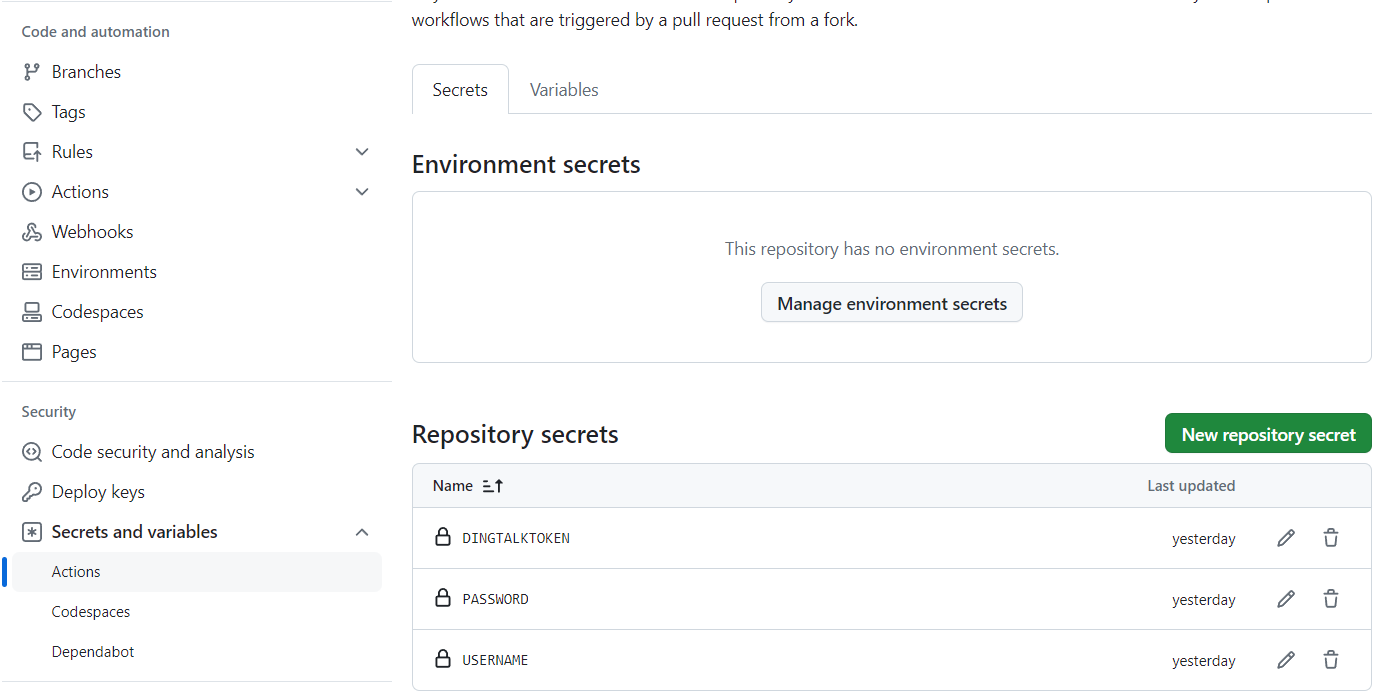 Code and automation
Branches
Tags
Rules
Actions
Webhooks
Environments
Codespaces
Pages
Security
Code security and analysis
Deploy keys
Secrets and variables
Actions
Codespaces
Dependabot
workflows that are triggered by a pull request from a fork.
Secrets Variables
Environment secrets
This repository has no environment secrets.
Manage environment secrets
Repository secrets
New repository secret
Name Last updated
DINGTALKTOKEN yesterday
PASSWORD yesterday
USERNAME yesterday